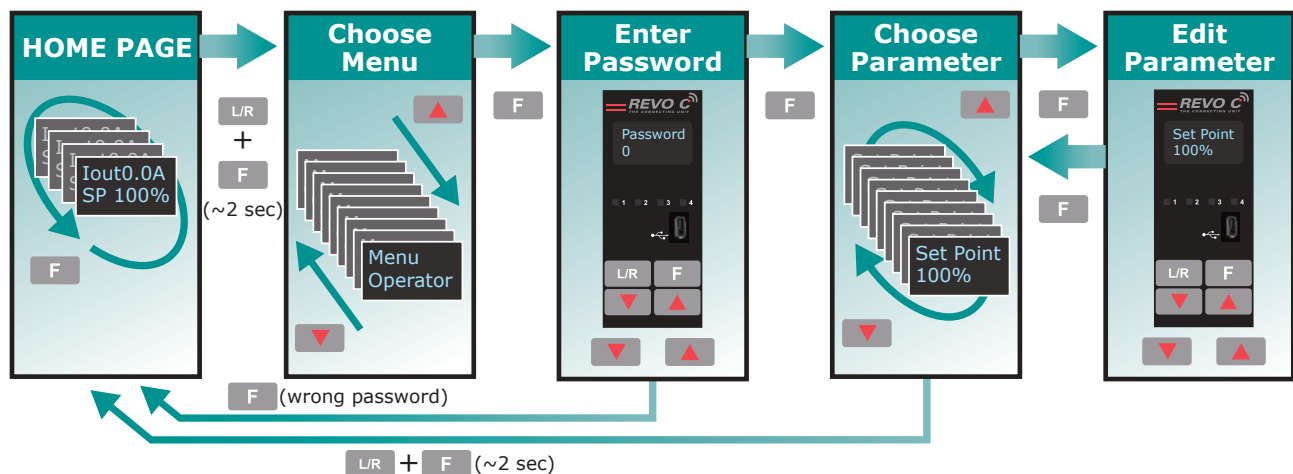 HOME PAGE
Choose
Menu
Enter
Password
Choose
Parameter
Edit
Parameter
L/R
+
F
(~2 sec)
F
F
F
F
Iout0.0A
SP 100%
F
Menu
Operator
REVO C
THE CONNECTING UNIT
Password
0
1 2 3 4
L/R F
Set Point
100%
REVO C
THE CONNECTING UNIT
Set Point
100%
1 2 3 4
L/R F
F (wrong password)
L/R + F (~2 sec)